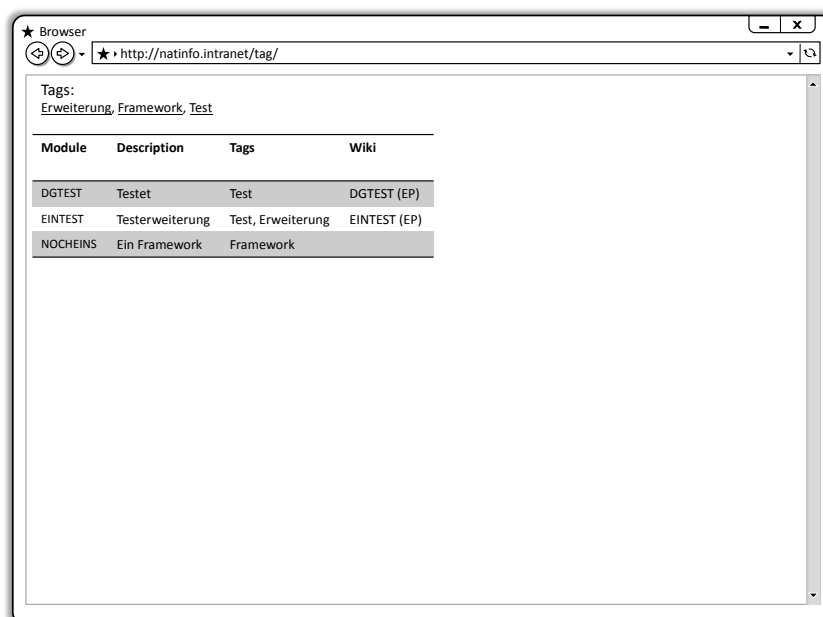 Browser
http://natinfo.intranet/tag/
Tags:
Erweiterung, Framework, Test
Module Description Tags Wiki
DGTEST Testet Test DGTEST (EP)
EINTEST Testerweiterung Test, Erweiterung EINTEST (EP)
NOCHEINS Ein Framework Framework